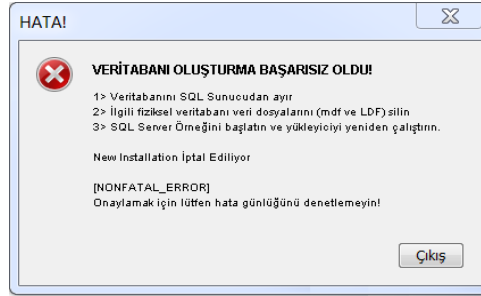 HATA!
VERİTABANI OLUŞTURMA BAŞARISIZ OLDU!
1> Veritabanını SQL Sunucudan ayır
2> İlgili fiziksel veritabanı veri dosyalarını (mdf ve LDF) silin
3> SQL Server Örneğini başlatın ve yükleyiciyi yeniden çalıştırın.
New Installation İptal Ediliyor
[NONFATAL_ERROR]
Onaylamak için lütfen hata günlüğünü denetlemeyin!
Çıkış